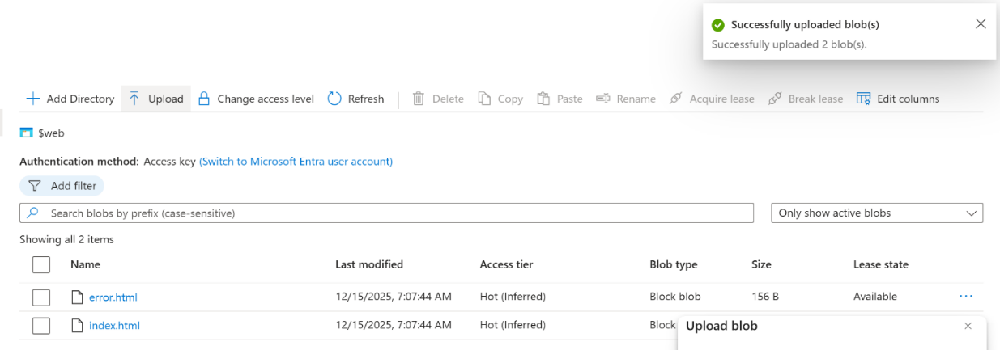 Successfully uploaded blob(s)
Successfully uploaded 2 blob(s).
Add Directory Upload Change access level Refresh Delete Copy Paste Rename Acquire lease Break lease Edit columns
$web
Authentication method: Access key (Switch to Microsoft Entra user account)
Add filter
Search blobs by prefix (case-sensitive) Only show active blobs
Showing all 2 items
Name Last modified Access tier Blob type Size Lease state
error.html 12/15/2025, 7:07:44 AM Hot (Inferred) Block blob 156 B Available
index.html 12/15/2025, 7:07:44 AM Hot (Inferred) Block
Upload blob